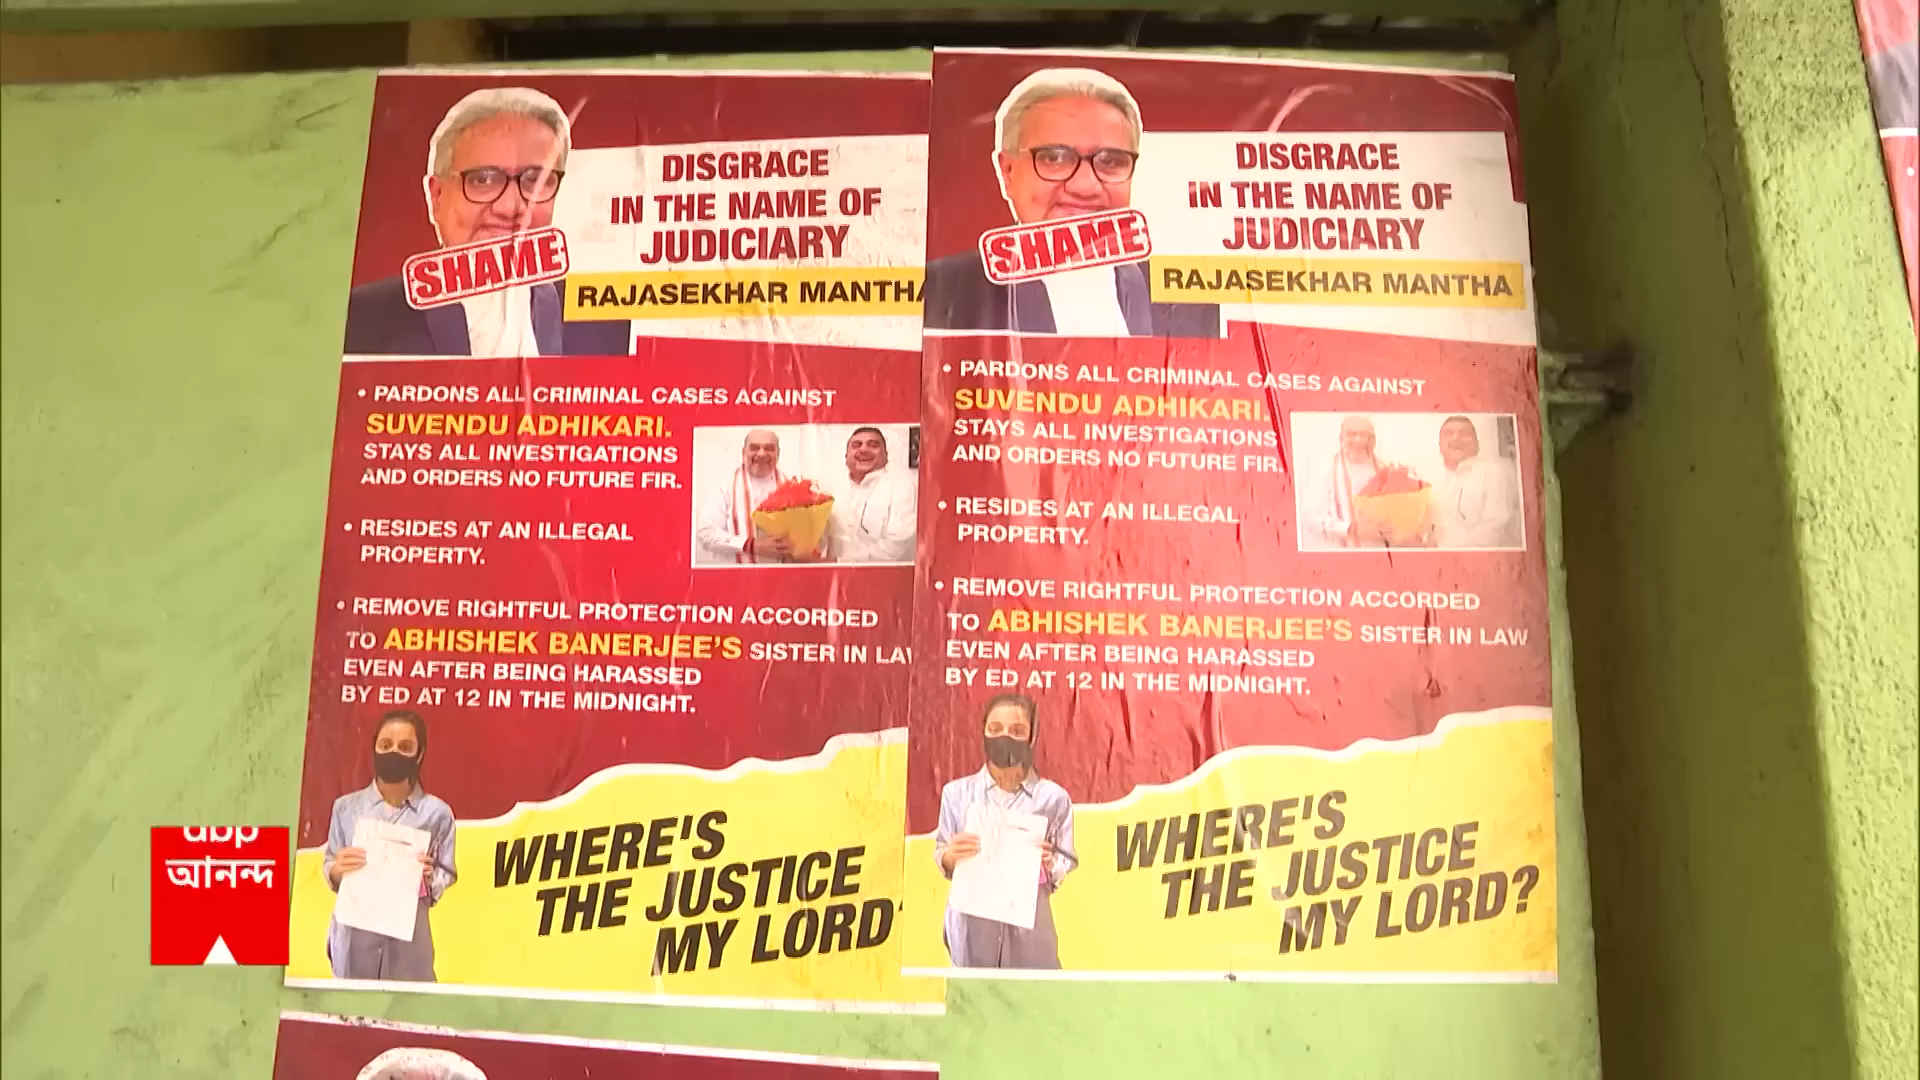 DISGRACE
IN THE NAME OF
JUDICIARY
SHAME
RAJASEKHAR MANTHA
• PARDONS ALL CRIMINAL CASES AGAINST
SUVENDU ADHIKARI.
STAYS ALL INVESTIGATIONS
AND ORDERS NO FUTURE FIR.
• RESIDES AT AN ILLEGAL
PROPERTY.
• REMOVE RIGHTFUL PROTECTION ACCORDED
TO ABHISHEK BANERJEE'S SISTER IN LAW
EVEN AFTER BEING HARASSED
BY ED AT 12 IN THE MIDNIGHT.
WHERE'S
THE JUSTICE
MY LORD
DISGRACE
IN THE NAME OF
JUDICIARY
SHAME
RAJASEKHAR MANTHA
• PARDONS ALL CRIMINAL CASES AGAINST
SUVENDU ADHIKARI.
STAYS ALL INVESTIGATIONS
AND ORDERS NO FUTURE FIR.
• RESIDES AT AN ILLEGAL
PROPERTY.
• REMOVE RIGHTFUL PROTECTION ACCORDED
TO ABHISHEK BANERJEE'S SISTER IN LAW
EVEN AFTER BEING HARASSED
BY ED AT 12 IN THE MIDNIGHT.
WHERE'S
THE JUSTICE
MY LORD?
abp
আনন্দ